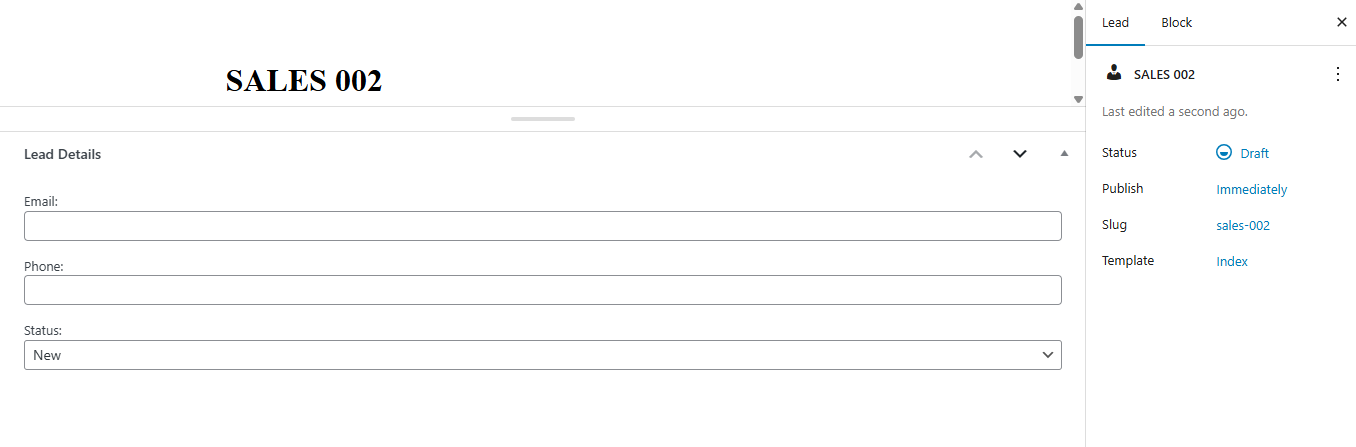 SALES 002
Lead Details
Email:
Phone:
Status:
New
Lead Block
SALES 002
Last edited a second ago.
Status Draft
Publish Immediately
Slug sales-002
Template Index